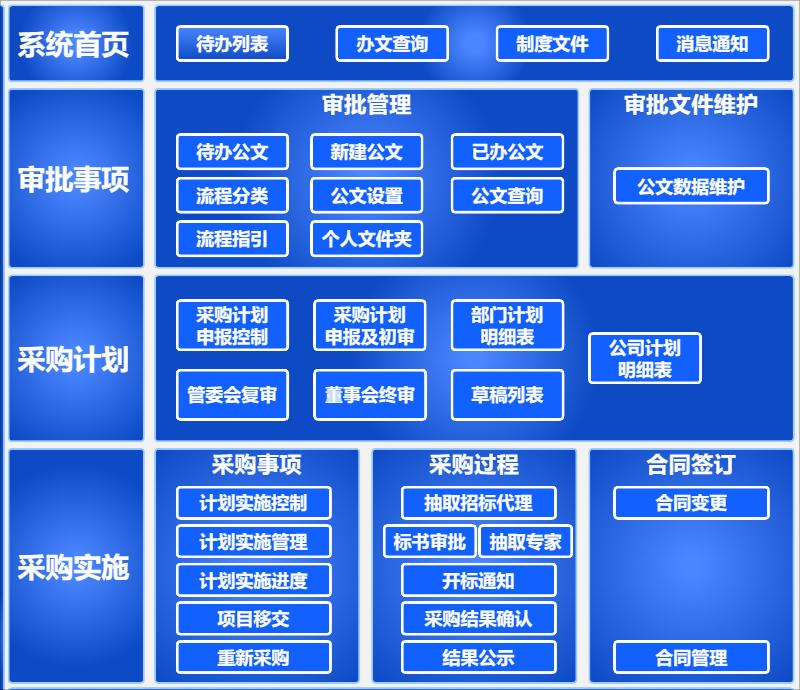 系统首页
待办列表
办文查询
制度文件
消息通知
审批事项
审批管理
待办公文
新建公文
已办公文
流程分类
公文设置
公文查询
流程指引
个人文件夹
审批文件维护
公文数据维护
采购计划
采购计划
申报控制
采购计划
申报及初审
部门计划
明细表
公司计划
明细表
管委会复审
董事会终审
草稿列表
采购实施
采购事项
计划实施控制
计划实施管理
计划实施进度
项目移交
重新采购
采购过程
抽取招标代理
标书审批
抽取专家
开标通知
采购结果确认
结果公示
合同签订
合同变更
合同管理